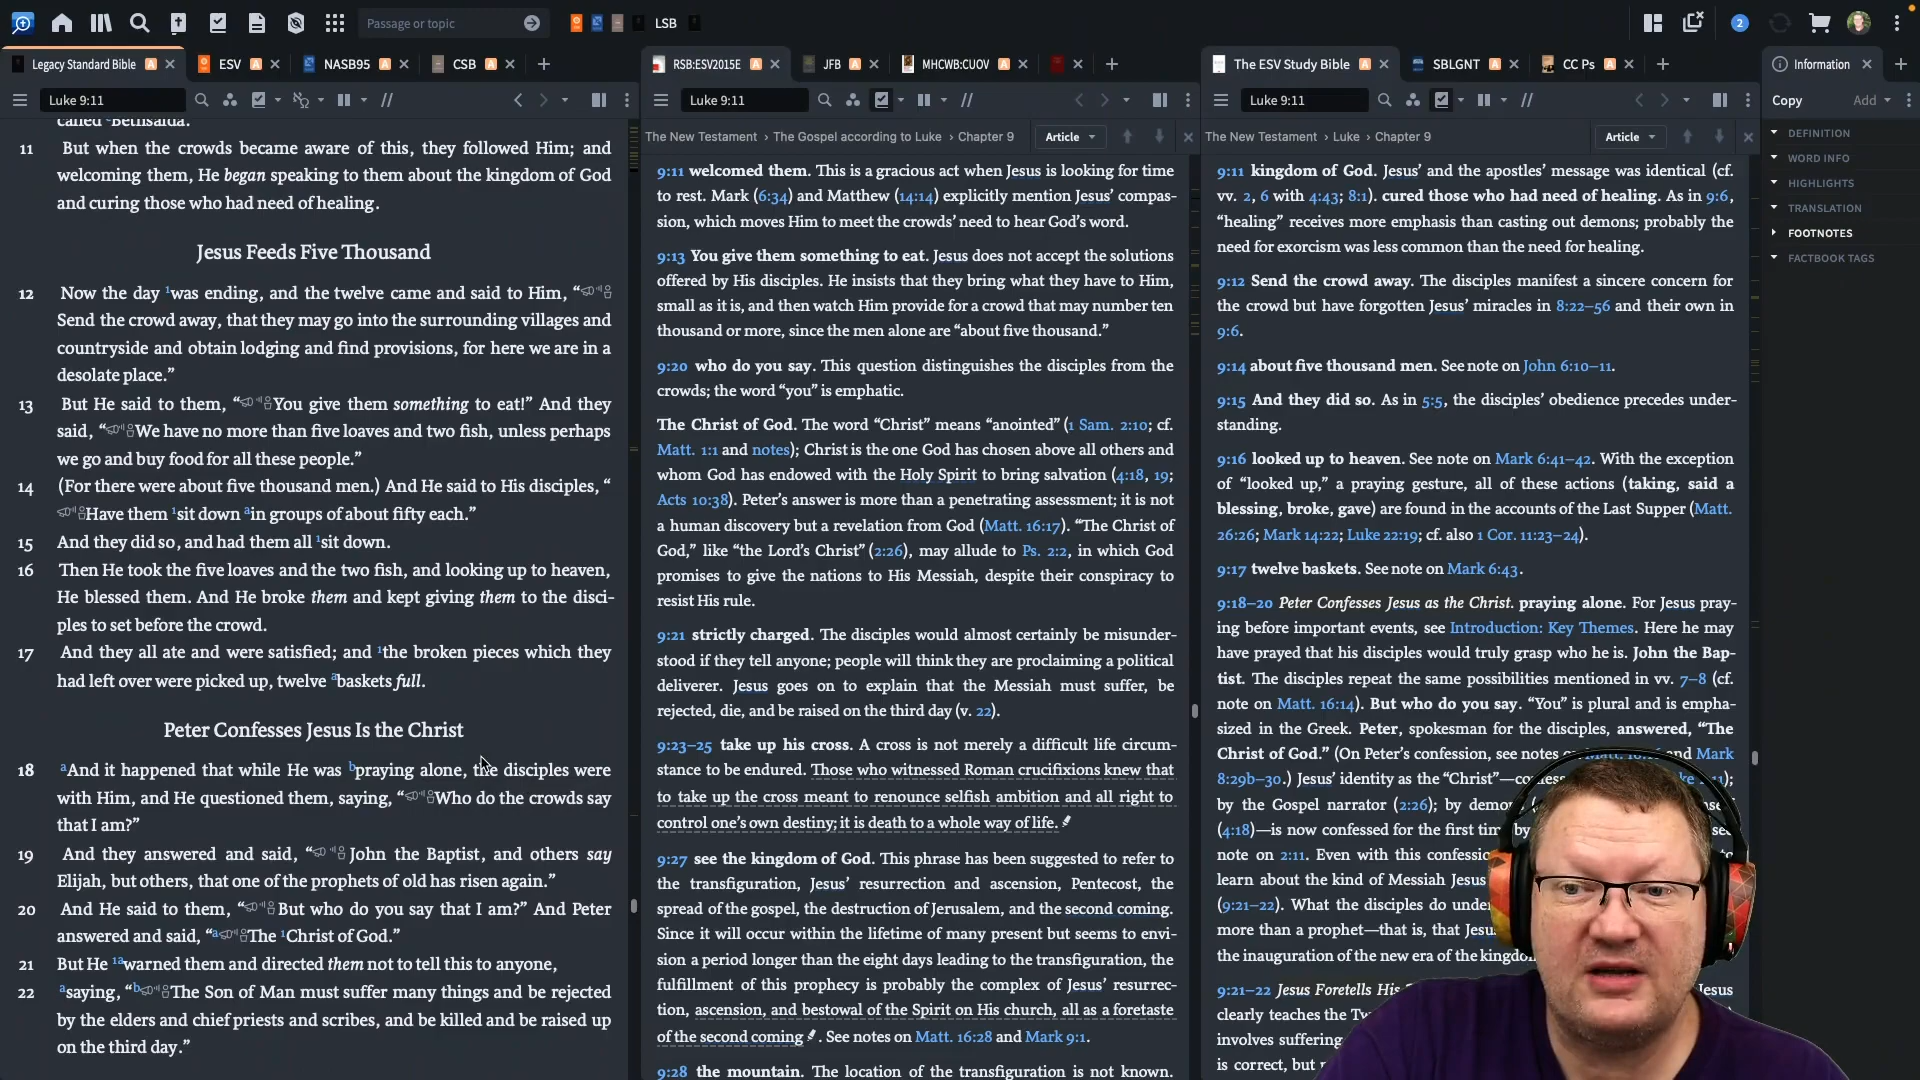 Passage or topic
LSB
2
Legacy Standard Bible A
ESV A
NASB95 A
CSB A
RSB:ESV2015E A
JFB A
MHCWB:CUOV A
A
The ESV Study Bible A
SBLGNT A
CC Ps A
Information
Luke 9:11
Luke 9:11
Luke 9:11
Copy
Add
called ᵃBethsaida.
11 But when the crowds became aware of this, they followed Him; and
welcoming them, He began speaking to them about the kingdom of God
and curing those who had need of healing.
Jesus Feeds Five Thousand
12 Now the day ¹was ending, and the twelve came and said to Him, “
Send the crowd away, that they may go into the surrounding villages and
countryside and obtain lodging and find provisions, for here we are in a
desolate place.”
13 But He said to them, “You give them something to eat!” And they
said, “We have no more than five loaves and two fish, unless perhaps
we go and buy food for all these people.”
14 (For there were about five thousand men.) And He said to His disciples, “
Have them ¹sit down ᵃin groups of about fifty each.”
15 And they did so, and had them all ¹sit down.
16 Then He took the five loaves and the two fish, and looking up to heaven,
He blessed them. And He broke them and kept giving them to the disci-
ples to set before the crowd.
17 And they all ate and were satisfied; and ¹the broken pieces which they
had left over were picked up, twelve ᵃbaskets full.
Peter Confesses Jesus Is the Christ
18 ᵃAnd it happened that while He was ᵇpraying alone, the disciples were
with Him, and He questioned them, saying, “Who do the crowds say
that I am?”
19 And they answered and said, “John the Baptist, and others say
Elijah, but others, that one of the prophets of old has risen again.”
20 And He said to them, “But who do you say that I am?” And Peter
answered and said, “ᵃThe ¹Christ of God.”
21 But He ¹ᵃwarned them and directed them not to tell this to anyone,
22 ᵃsaying, “ᵇThe Son of Man must suffer many things and be rejected
by the elders and chief priests and scribes, and be killed and be raised up
on the third day.”
The New Testament › The Gospel according to Luke › Chapter 9
Article
9:11 welcomed them. This is a gracious act when Jesus is looking for time
to rest. Mark (6:34) and Matthew (14:14) explicitly mention Jesus’ compas-
sion, which moves Him to meet the crowds’ need to hear God’s word.
9:13 You give them something to eat. Jesus does not accept the solutions
offered by His disciples. He insists that they bring what they have to Him,
small as it is, and then watch Him provide for a crowd that may number ten
thousand or more, since the men alone are “about five thousand.”
9:20 who do you say. This question distinguishes the disciples from the
crowds; the word “you” is emphatic.
The Christ of God. The word “Christ” means “anointed” (1 Sam. 2:10; cf.
Matt. 1:1 and notes); Christ is the one God has chosen above all others and
whom God has endowed with the Holy Spirit to bring salvation (4:18, 19;
Acts 10:38). Peter’s answer is more than a penetrating assessment; it is not
a human discovery but a revelation from God (Matt. 16:17). “The Christ of
God,” like “the Lord’s Christ” (2:26), may allude to Ps. 2:2, in which God
promises to give the nations to His Messiah, despite their conspiracy to
resist His rule.
9:21 strictly charged. The disciples would almost certainly be misunder-
stood if they tell anyone; people will think they are proclaiming a political
deliverer. Jesus goes on to explain that the Messiah must suffer, be
rejected, die, and be raised on the third day (v. 22).
9:23–25 take up his cross. A cross is not merely a difficult life circum-
stance to be endured. Those who witnessed Roman crucifixions knew that
to take up the cross meant to renounce selfish ambition and all right to
control one’s own destiny; it is death to a whole way of life.
9:27 see the kingdom of God. This phrase has been suggested to refer to
the transfiguration, Jesus’ resurrection and ascension, Pentecost, the
spread of the gospel, the destruction of Jerusalem, and the second coming.
Since it will occur within the lifetime of many present but seems to envi-
sion a period longer than the eight days leading to the transfiguration, the
fulfillment of this prophecy is probably the complex of Jesus’ resurrec-
tion, ascension, and bestowal of the Spirit on His church, all as a foretaste
of the second coming. See notes on Matt. 16:28 and Mark 9:1.
9:28 the mountain. The location of the transfiguration is not known.
The New Testament › Luke › Chapter 9
Article
9:11 kingdom of God. Jesus’ and the apostles’ message was identical (cf.
vv. 2, 6 with 4:43; 8:1). cured those who had need of healing. As in 9:6,
“healing” receives more emphasis than casting out demons; probably the
need for exorcism was less common than the need for healing.
9:12 Send the crowd away. The disciples manifest a sincere concern for
the crowd but have forgotten Jesus’ miracles in 8:22–56 and their own in
9:6.
9:14 about five thousand men. See note on John 6:10–11.
9:15 And they did so. As in 5:5, the disciples’ obedience precedes under-
standing.
9:16 looked up to heaven. See note on Mark 6:41–42. With the exception
of “looked up,” a praying gesture, all of these actions (taking, said a
blessing, broke, gave) are found in the accounts of the Last Supper (Matt.
26:26; Mark 14:22; Luke 22:19; cf. also 1 Cor. 11:23–24).
9:17 twelve baskets. See note on Mark 6:43.
9:18–20 Peter Confesses Jesus as the Christ. praying alone. For Jesus pray-
ing before important events, see Introduction: Key Themes. Here he may
have prayed that his disciples would truly grasp who he is. John the Bap-
tist. The disciples repeat the same possibilities mentioned in vv. 7–8 (cf.
note on Matt. 16:14). But who do you say. “You” is plural and is empha-
sized in the Greek. Peter, spokesman for the disciples, answered, “The
Christ of God.” (On Peter’s confession, see notes on Matt. and Mark
8:29b–30.) Jesus’ identity as the “Christ”—
by the Gospel narrator (2:26); by
(4:18)—is now confessed for the first
note on 2:11. Even with this
learn about the kind of Messiah Jesus
(9:21–22). What the disciples do
more than a prophet—that is, that
the inauguration of the new era of the
9:21–22 Jesus Foretells His Jesus
clearly teaches the
involves suffering
is correct, but
DEFINITION
WORD INFO
HIGHLIGHTS
TRANSLATION
FOOTNOTES
FACTBOOK TAGS